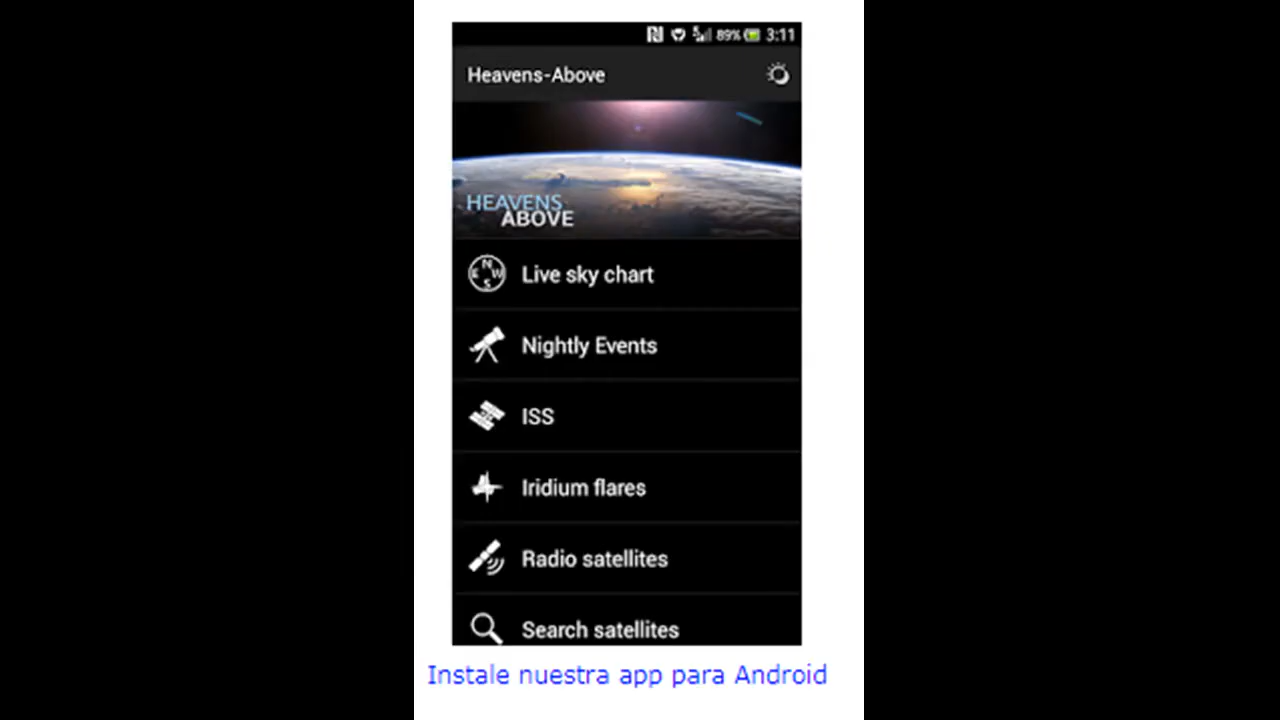 89% 3:11
Heavens-Above
HEAVENS
ABOVE
N
E W
S
Live sky chart
Nightly Events
ISS
Iridium flares
Radio satellites
Search satellites
Instale nuestra app para Android